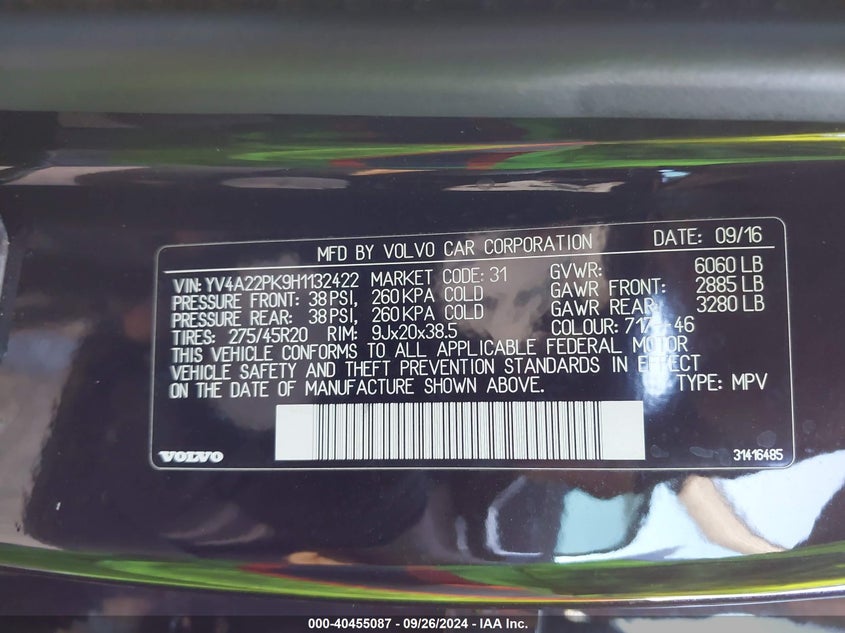 MFD BY VOLVO CAR CORPORATION DATE: 09/16
VIN: YV4A22PK9H1132422 MARKET CODE: 31 GVWR: 6060 LB
PRESSURE FRONT: 38 PSI, 260 KPA COLD GAWR FRONT: 2885 LB
PRESSURE REAR: 38 PSI, 260 KPA COLD GAWR REAR: 3280 LB
TIRES: 275/45R20 RIM: 9Jx20x38.5 COLOUR: 46
THIS VEHICLE CONFORMS TO ALL APPLICABLE FEDERAL MOTOR
VEHICLE SAFETY AND THEFT PREVENTION STANDARDS IN EFFECT
ON THE DATE OF MANUFACTURE SHOWN ABOVE. TYPE: MPV
VOLVO 31416485
000-40455087 - 09/26/2024 - IAA Inc.